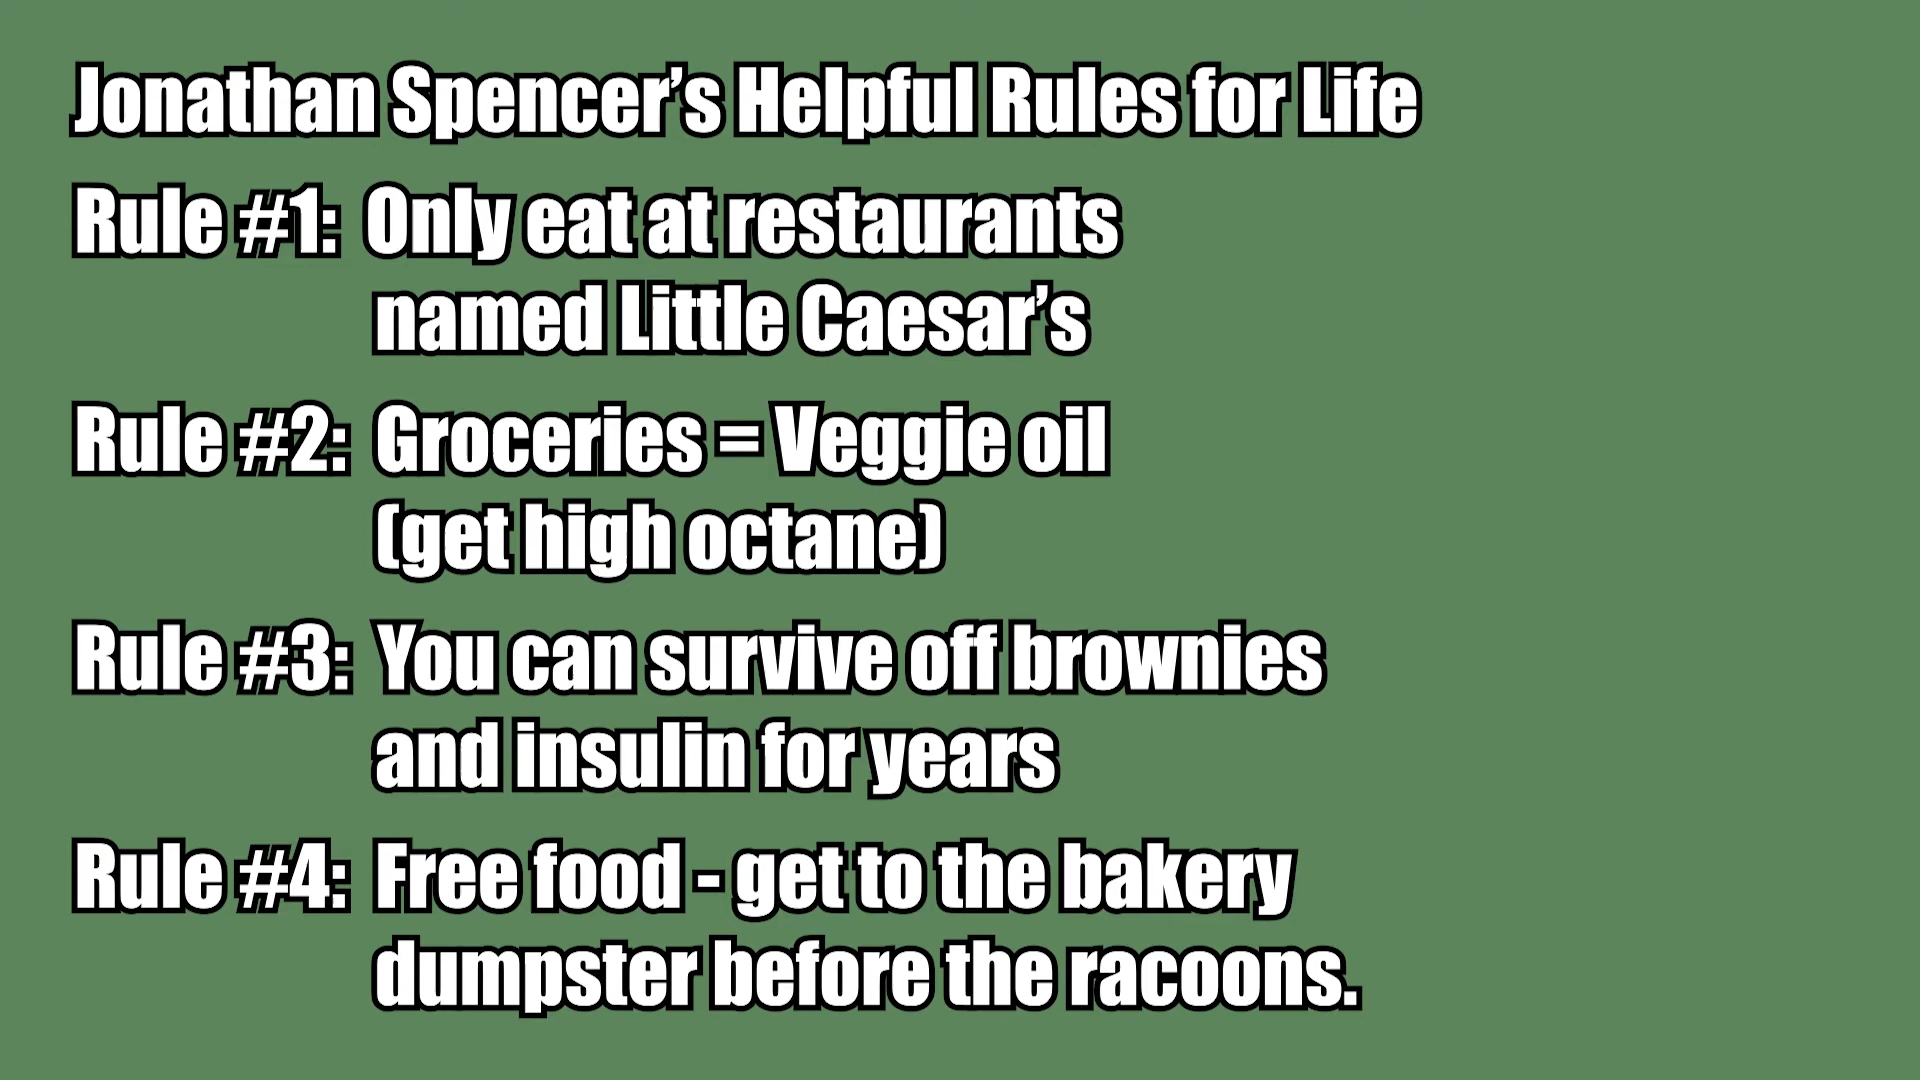 Jonathan Spencer’s Helpful Rules for Life
Rule #1: Only eat at restaurants
named Little Caesar’s
Rule #2: Groceries = Veggie oil
(get high octane)
Rule #3: You can survive off brownies
and insulin for years
Rule #4: Free food - get to the bakery
dumpster before the racoons.